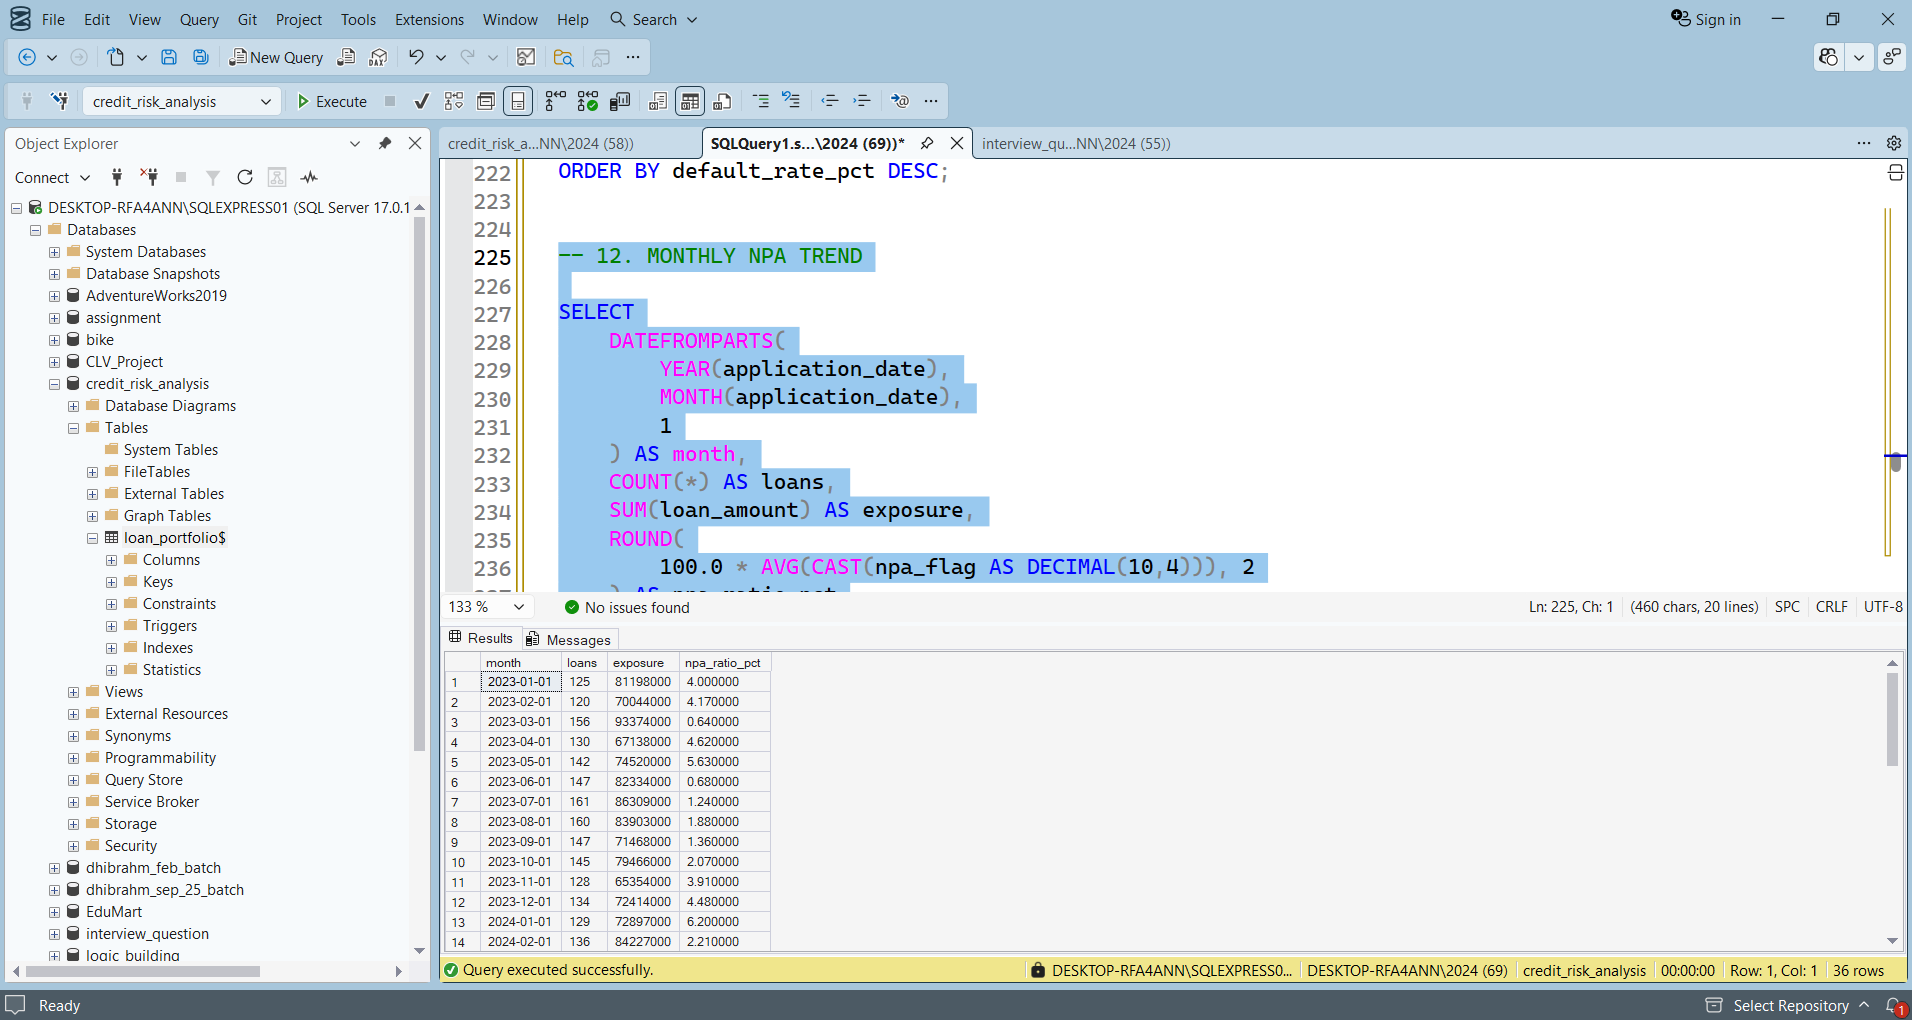 File Edit View Query Git Project Tools Extensions Window Help Search Sign in
New Query DAX
credit_risk_analysis Execute
Object Explorer
Connect
DESKTOP-RFA4ANN\SQLEXPRESS01 (SQL Server 17.0.1
Databases
System Databases
Database Snapshots
AdventureWorks2019
assignment
bike
CLV_Project
credit_risk_analysis
Database Diagrams
Tables
System Tables
FileTables
External Tables
Graph Tables
loan_portfolio$
Columns
Keys
Constraints
Triggers
Indexes
Statistics
Views
External Resources
Synonyms
Programmability
Query Store
Service Broker
Storage
Security
dhibrahm_feb_batch
dhibrahm_sep_25_batch
EduMart
interview_question
logic_building
credit_risk_a...NN\2024 (58)) SQLQuery1.s...\2024 (69))* interview_qu...NN\2024 (55))
222 ORDER BY default_rate_pct DESC;
223
224
225 -- 12. MONTHLY NPA TREND
226
227 SELECT
228 DATEFROMPARTS(
229 YEAR(application_date),
230 MONTH(application_date),
231 1
232 ) AS month,
233 COUNT(*) AS loans,
234 SUM(loan_amount) AS exposure,
235 ROUND(
236 100.0 * AVG(CAST(npa_flag AS DECIMAL(10,4))), 2
237 ) AS npa_ratio_pct
133 % No issues found Ln: 225, Ch: 1 (460 chars, 20 lines) SPC CRLF UTF-8
Results Messages
month loans exposure npa_ratio_pct
1 2023-01-01 125 81198000 4.000000
2 2023-02-01 120 70044000 4.170000
3 2023-03-01 156 93374000 0.640000
4 2023-04-01 130 67138000 4.620000
5 2023-05-01 142 74520000 5.630000
6 2023-06-01 147 82334000 0.680000
7 2023-07-01 161 86309000 1.240000
8 2023-08-01 160 83903000 1.880000
9 2023-09-01 147 71468000 1.360000
10 2023-10-01 145 79466000 2.070000
11 2023-11-01 128 65354000 3.910000
12 2023-12-01 134 72414000 4.480000
13 2024-01-01 129 72897000 6.200000
14 2024-02-01 136 84227000 2.210000
Query executed successfully. DESKTOP-RFA4ANN\SQLEXPRESS0... DESKTOP-RFA4ANN\2024 (69) credit_risk_analysis 00:00:00 Row: 1, Col: 1 36 rows
Ready Select Repository 1